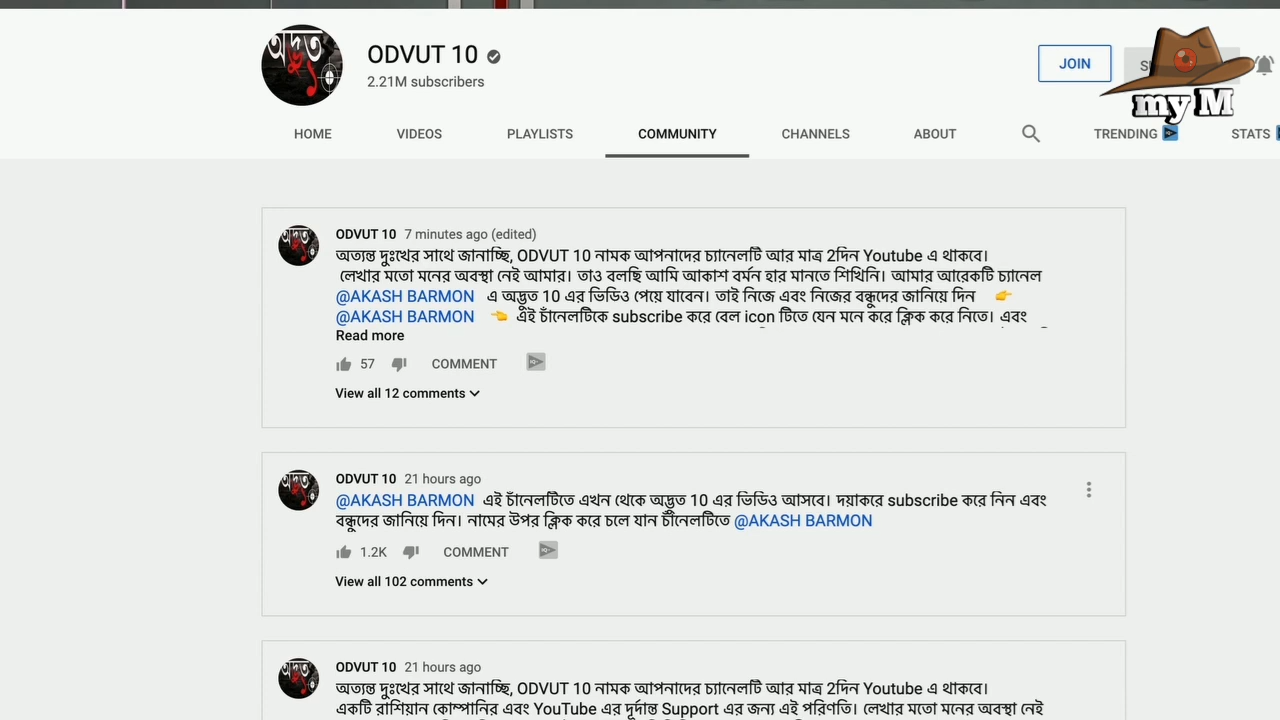 ODVUT 10
2.21M subscribers
JOIN
my M
HOME VIDEOS PLAYLISTS COMMUNITY CHANNELS ABOUT TRENDING STATS
ODVUT 10 7 minutes ago (edited)
অত্যন্ত দুঃখের সাথে জানাচ্ছি, ODVUT 10 নামক আপনাদের চ্যানেলটি আর মাত্র 2দিন Youtube এ থাকবে।
লেখার মতো মনের অবস্থা নেই আমার। তাও বলছি আমি আকাশ বর্মন হার মানতে শিখিনি। আমার আরেকটি চ্যানেল
@AKASH BARMON এ অদ্ভুত 10 এর ভিডিও পেয়ে যাবেন। তাই নিজে এবং নিজের বন্ধুদের জানিয়ে দিন 👉
@AKASH BARMON 👈 এই চাঁনেলটিকে subscribe করে বেল icon টিতে যেন মনে করে ক্লিক করে নিতে। এবং
Read more
57 COMMENT
View all 12 comments
ODVUT 10 21 hours ago
@AKASH BARMON এই চাঁনেলটিতে এখন থেকে অদ্ভুত 10 এর ভিডিও আসবে। দয়াকরে subscribe করে নিন এবং
বন্ধুদের জানিয়ে দিন। নামের উপর ক্লিক করে চলে যান চাঁনেলটিতে @AKASH BARMON
1.2K COMMENT
View all 102 comments
ODVUT 10 21 hours ago
অত্যন্ত দুঃখের সাথে জানাচ্ছি, ODVUT 10 নামক আপনাদের চ্যানেলটি আর মাত্র 2দিন Youtube এ থাকবে।
একটি রাশিয়ান কোম্পানির এবং YouTube এর দূর্দান্ত Support এর জন্য এই পরিণতি। লেখার মতো মনের অবস্থা নেই